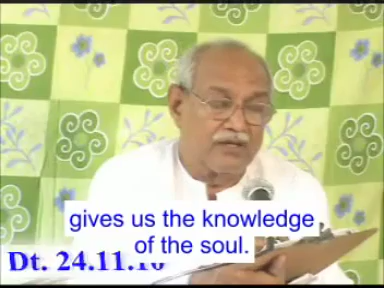 gives us the knowledge
of the soul.
Dt. 24.11.10